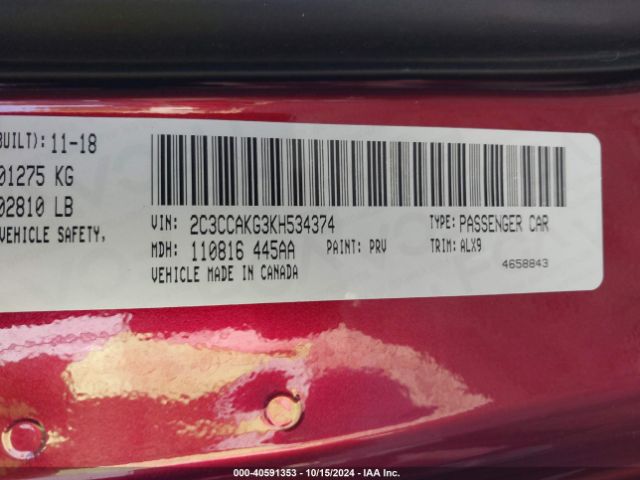 BUILT): 11-18
01275 KG
02810 LB
VEHICLE SAFETY,
VIN: 2C3CCAKG3KH534374
TYPE: PASSENGER CAR
MDH: 110816 445AA
PAINT: PRV
TRIM: ALX9
VEHICLE MADE IN CANADA
4658843
000-40591353 - 10/15/2024 - IAA Inc.